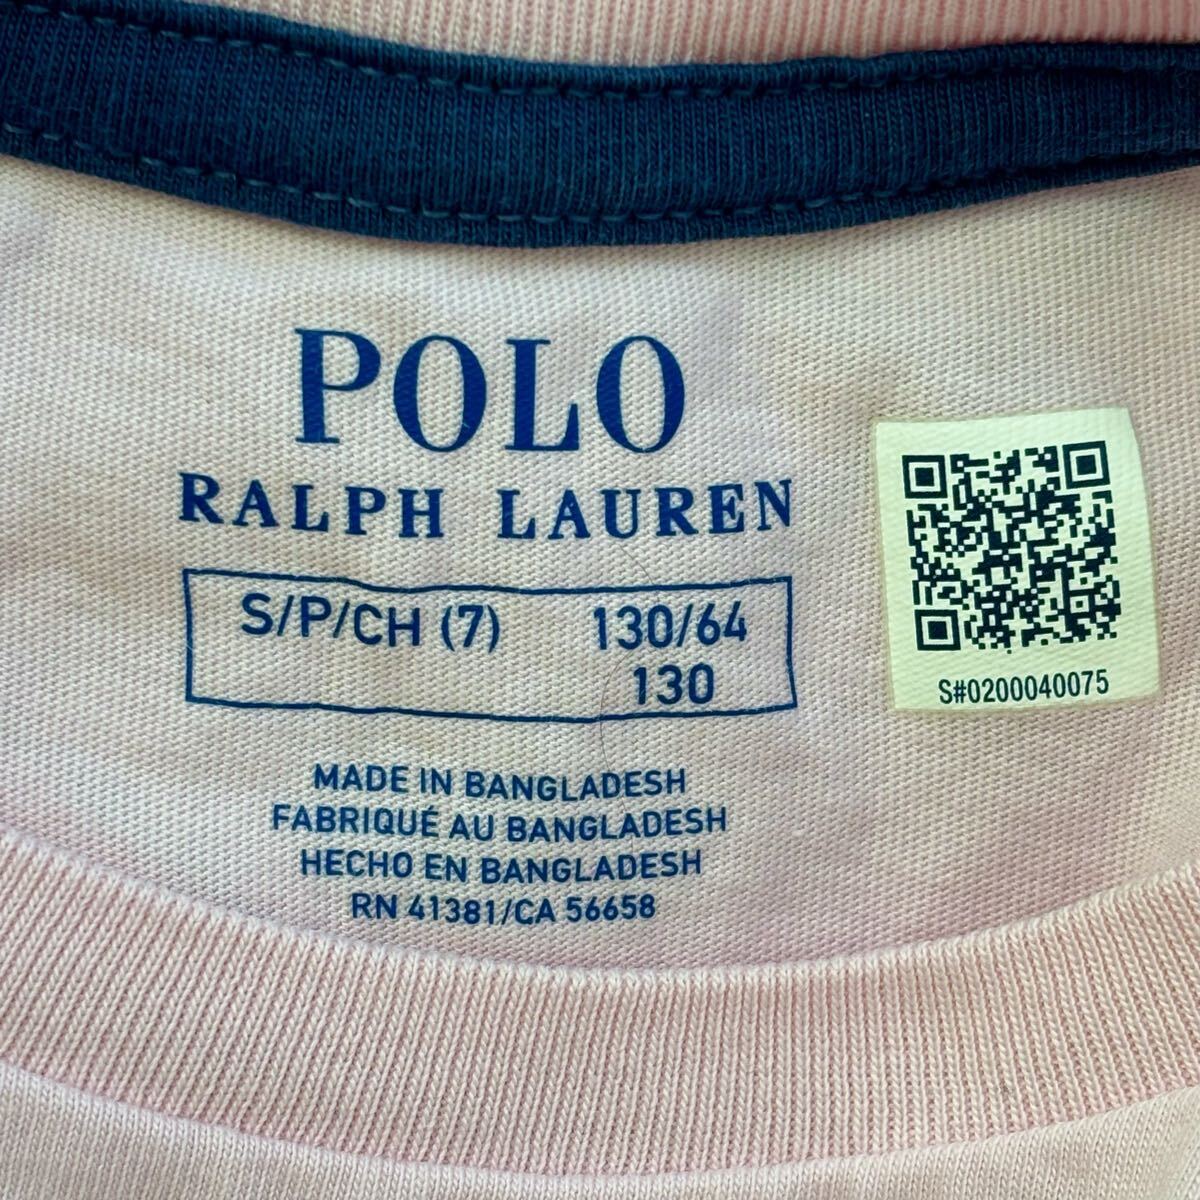 POLO
RALPH LAUREN
S/P/CH (7) 130/64
130
MADE IN BANGLADESH
FABRIQUÉ AU BANGLADESH
HECHO EN BANGLADESH
RN 41381/CA 56658
S#0200040075